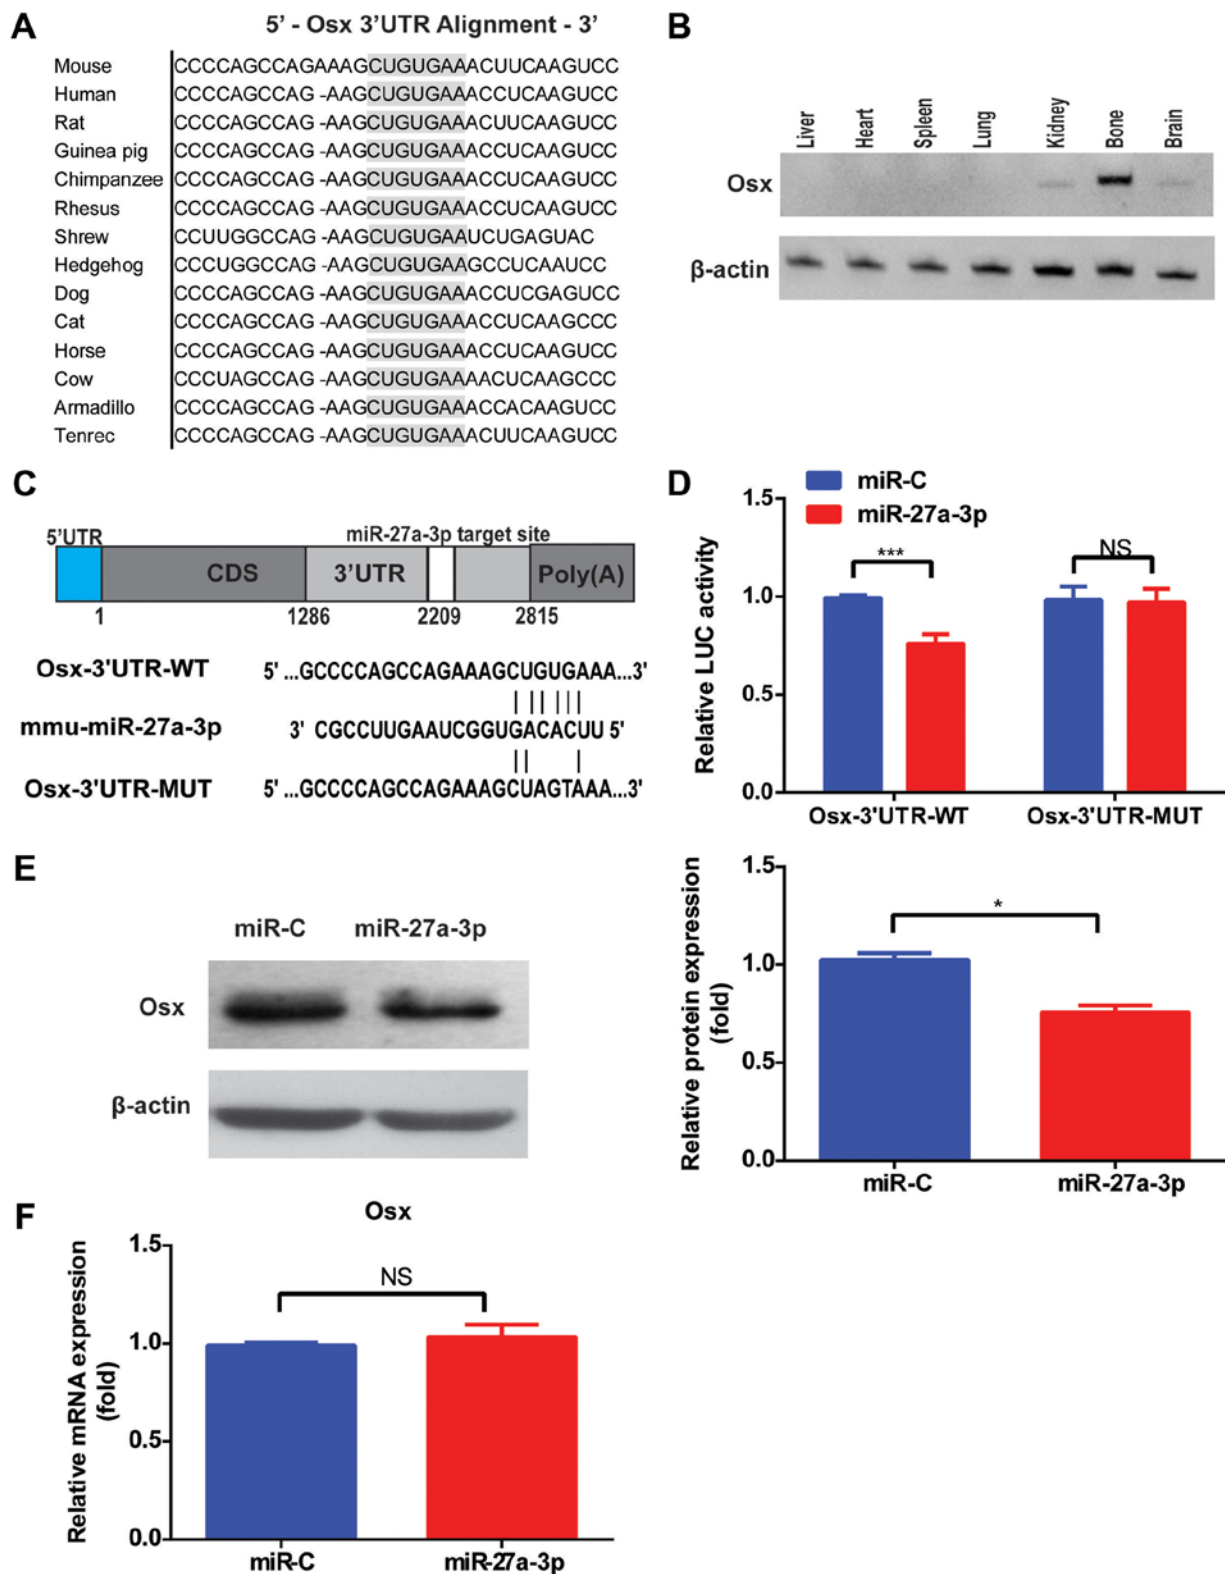 A
5' - Osx 3'UTR Alignment - 3'
Mouse CCCCAGCCAGAAAGCUGUGAAACUUCAAGUCC
Human CCCCAGCCAG -AAGCUGUGAAACCUCAAGUCC
Rat CCCCAGCCAG -AAGCUGUGAAACUUCAAGUCC
Guinea pig CCCCAGCCAG -AAGCUGUGAAACCUCAAGUCC
Chimpanzee CCCCAGCCAG -AAGCUGUGAAACCUCAAGUCC
Rhesus CCCCAGCCAG -AAGCUGUGAAACCUCAAGUCC
Shrew CCUUGGCCAG -AAGCUGUGAAUCUGAGUAC
Hedgehog CCCUGGCCAG -AAGCUGUGAAGCCUCAAUCC
Dog CCCCAGCCAG -AAGCUGUGAAACCUCGAGUCC
Cat CCCCAGCCAG -AAGCUGUGAAACCUCAAGCCC
Horse CCCCAGCCAG -AAGCUGUGAAACCUCAAGUCC
Cow CCCUAGCCAG -AAGCUGUGAAAACUCAAGCCC
Armadillo CCCCAGCCAG -AAGCUGUGAAACCACAAGUCC
Tenrec CCCCAGCCAG -AAGCUGUGAAACUUCAAGUCC
B
Liver Heart Spleen Lung Kidney Bone Brain
Osx
β-actin
C
5'UTR miR-27a-3p target site
CDS 3'UTR Poly(A)
1 1286 2209 2815
Osx-3'UTR-WT 5' ...GCCCCAGCCAGAAAGCUGUGAAA...3'
mmu-miR-27a-3p 3' CGCCUUGAAUCGGUGACACUU 5'
Osx-3'UTR-MUT 5' ...GCCCCAGCCAGAAAGCUAGTAAA...3'
D
miR-C
miR-27a-3p
Relative LUC activity
1.5
1.0
0.5
0.0
*** NS
Osx-3'UTR-WT Osx-3'UTR-MUT
E
miR-C miR-27a-3p
Osx
β-actin
Relative protein expression
(fold)
1.5
1.0
0.5
0.0
*
miR-C miR-27a-3p
F
Osx
Relative mRNA expression
(fold)
1.5
1.0
0.5
0.0
NS
miR-C miR-27a-3p